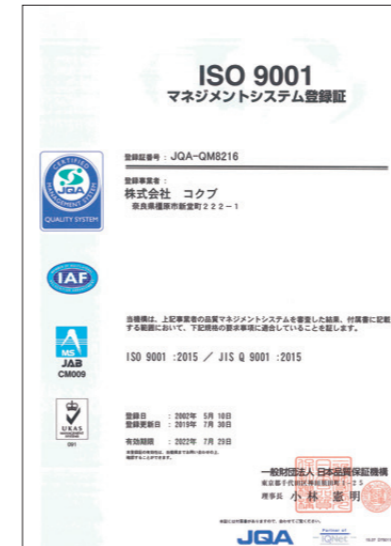 ISO 9001
マネジメントシステム登録証
登録証番号 : JQA-QM8216
登録事業者 :
株式会社 コクブ
奈良県橿原市新堂町222-1
CERTIFIED
MANAGEMENT SYSTEM
JQA
QUALITY SYSTEM
IAF
当機構は、上記事業者の品質マネジメントシステムを審査した結果、付属書に記載
する範囲において、下記規格の要求事項に適合していることを証します。
ISO 9001 :2015 / JIS Q 9001 :2015
MS
JAB
CM009
UKAS
登録日 : 2002年 5月 10日
登録更新日 : 2019年 7月 30日
有効期限 : 2022年 7月 29日
一般財団法人 日本品質保証機構
理事長 小林 憲明
JQA
Partner of
IQNet